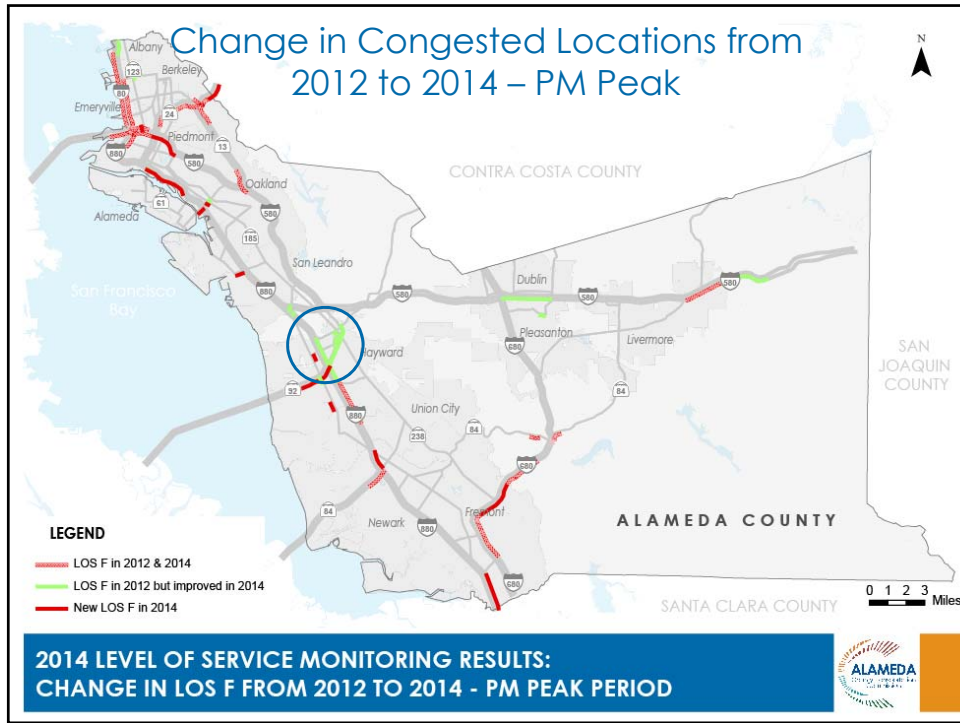 Change in Congested Locations from
2012 to 2014 – PM Peak
N
Albany
123
Berkeley
80
Emeryville
24
13
Piedmont
880
580
Oakland
CONTRA COSTA COUNTY
Alameda
61
580
185
San Leandro
San Francisco
Bay
880
580
Dublin
580
580
Pleasanton
Livermore
680
SAN
JOAQUIN
COUNTY
Hayward
92
84
880
Union City
238
84
680
84
Fremont
Newark
880
ALAMEDA COUNTY
680
SANTA CLARA COUNTY
0 1 2 3
Miles
LEGEND
LOS F in 2012 & 2014
LOS F in 2012 but improved in 2014
New LOS F in 2014
2014 LEVEL OF SERVICE MONITORING RESULTS:
CHANGE IN LOS F FROM 2012 TO 2014 - PM PEAK PERIOD
ALAMEDA